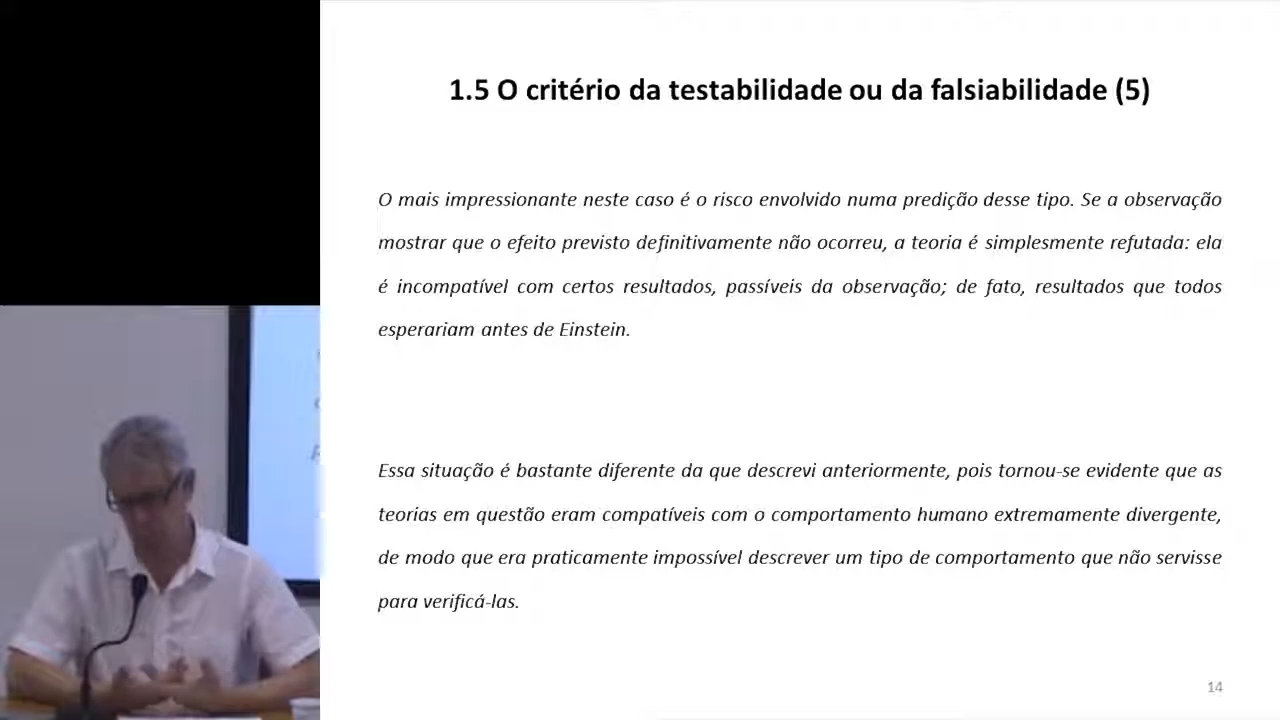 1.5 O critério da testabilidade ou da falsiabilidade (5)
O mais impressionante neste caso é o risco envolvido numa predição desse tipo. Se a observação
mostrar que o efeito previsto definitivamente não ocorreu, a teoria é simplesmente refutada: ela
é incompatível com certos resultados, passíveis da observação; de fato, resultados que todos
esperariam antes de Einstein.
Essa situação é bastante diferente da que descrevi anteriormente, pois tornou-se evidente que as
teorias em questão eram compatíveis com o comportamento humano extremamente divergente,
de modo que era praticamente impossível descrever um tipo de comportamento que não servisse
para verificá-las.
14